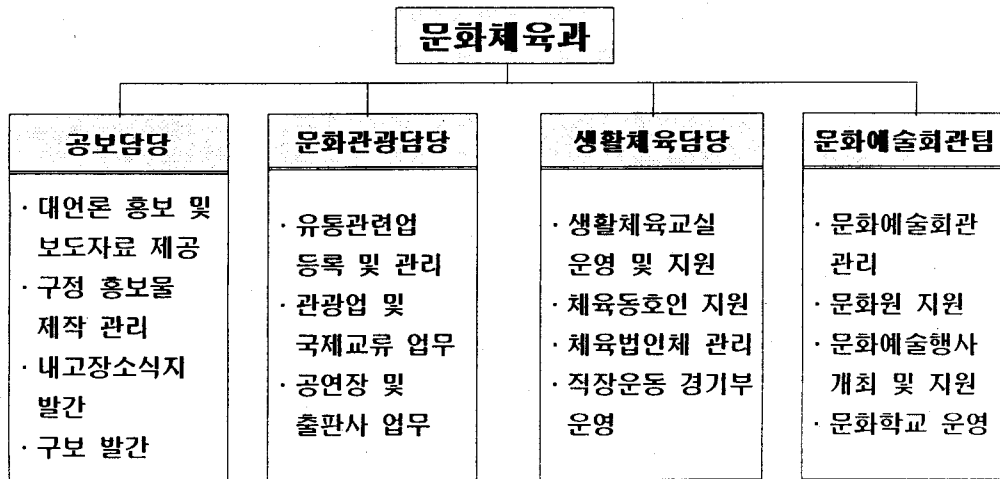 문화체육과
공보담당
· 대언론 홍보 및
보도자료 제공
· 구정 홍보물
제작 관리
· 내고장소식지
발간
· 구보 발간
문화관광담당
· 유통관련업
등록 및 관리
· 관광업 및
국제교류 업무
· 공연장 및
출판사 업무
생활체육담당
· 생활체육교실
운영 및 지원
· 체육동호인 지원
· 체육법인체 관리
· 직장운동 경기부
운영
문화예술회관팀
· 문화예술회관
관리
· 문화원 지원
· 문화예술행사
개최 및 지원
· 문화학교 운영